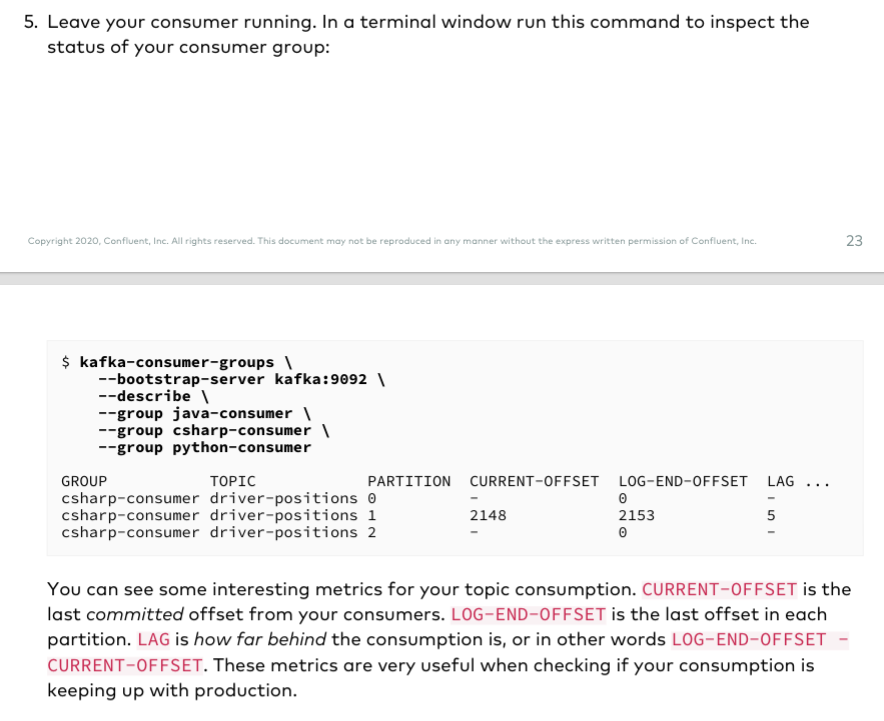 5. Leave your consumer running. In a terminal window run this command to inspect the
status of your consumer group:
Copyright 2020, Confluent, Inc. All rights reserved. This document may not be reproduced in any manner without the express written permission of Confluent, Inc.
23
$ kafka-consumer-groups \
--bootstrap-server kafka:9092 \
--describe \
--group java-consumer \
--group csharp-consumer \
--group python-consumer
GROUP TOPIC PARTITION CURRENT-OFFSET LOG-END-OFFSET LAG ...
csharp-consumer driver-positions 0 - 0 -
csharp-consumer driver-positions 1 2148 2153 5
csharp-consumer driver-positions 2 - 0 -
You can see some interesting metrics for your topic consumption. CURRENT-OFFSET is the
last committed offset from your consumers. LOG-END-OFFSET is the last offset in each
partition. LAG is how far behind the consumption is, or in other words LOG-END-OFFSET -
CURRENT-OFFSET. These metrics are very useful when checking if your consumption is
keeping up with production.